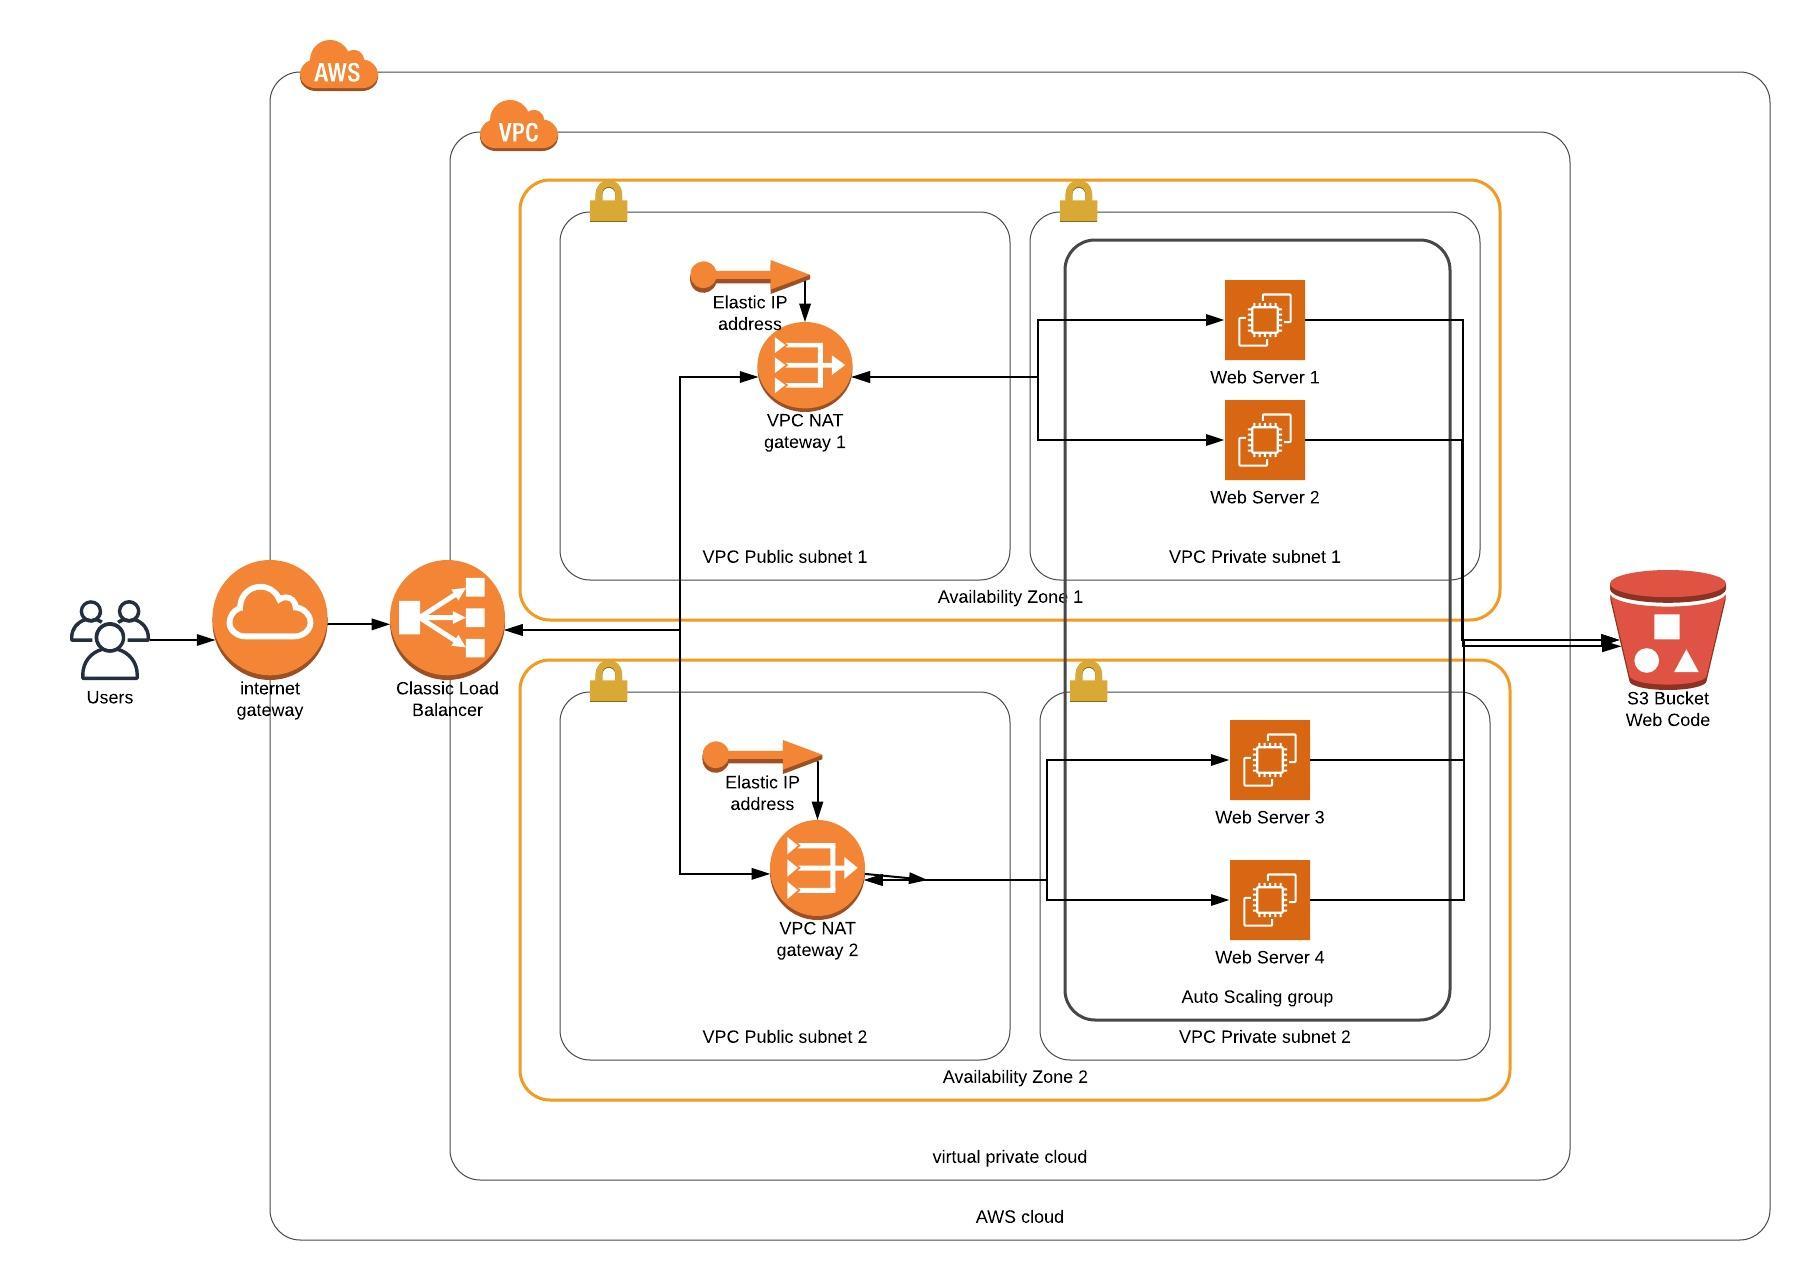 AWS
VPC
Elastic IP
address
VPC NAT
gateway 1
VPC Public subnet 1
Web Server 1
Web Server 2
VPC Private subnet 1
Availability Zone 1
Users
internet
gateway
Classic Load
Balancer
S3 Bucket
Web Code
Elastic IP
address
VPC NAT
gateway 2
VPC Public subnet 2
Web Server 3
Web Server 4
Auto Scaling group
VPC Private subnet 2
Availability Zone 2
virtual private cloud
AWS cloud